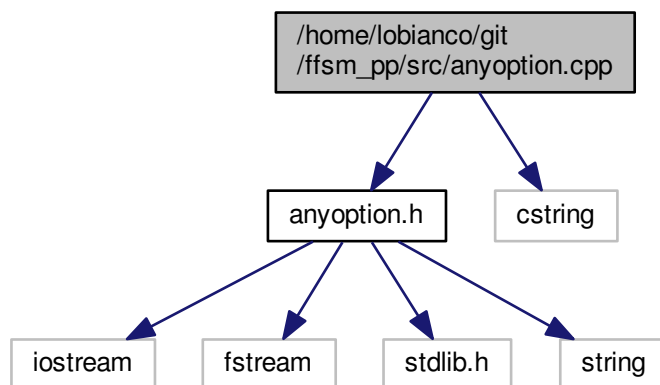 /home/lobianco/git
/ffsm_pp/src/anyoption.cpp
anyoption.h
cstring
iostream
fstream
stdlib.h
string